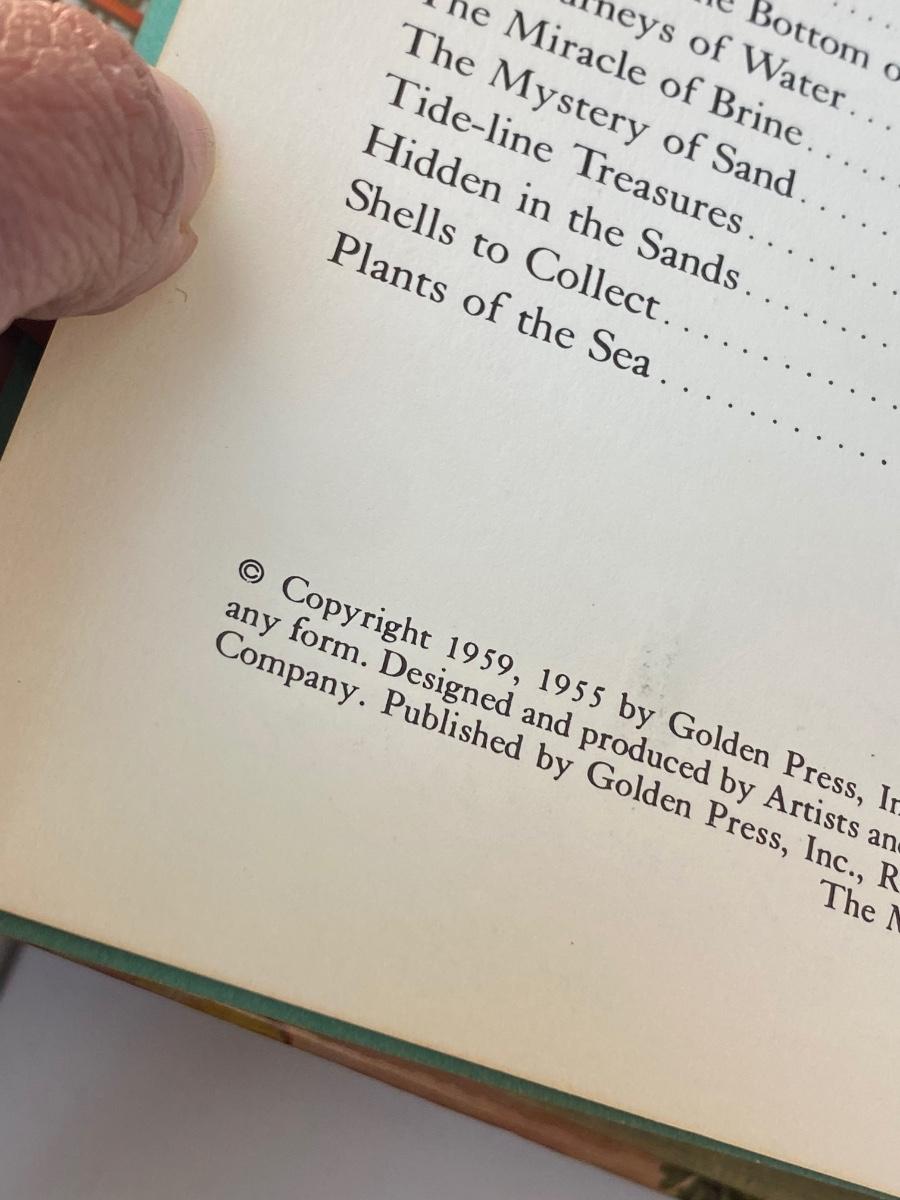 Bottom
of Water....
The Miracle of Brine.....
The Mystery of Sand.....
Tide-line Treasures.......
Hidden in the Sands.......
Shells to Collect.........
Plants of the Sea.........
© Copyright 1959, 1955 by Golden Press,
any form. Designed and produced by Artists
Company. Published by Golden Press, Inc.,
The